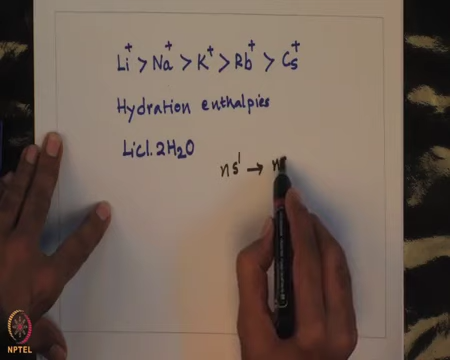 Li⁺ > Na⁺ > K⁺ > Rb⁺ > Cs⁺
Hydration enthalpies
LiCl. 2H₂O
ns¹ → n
NPTEL